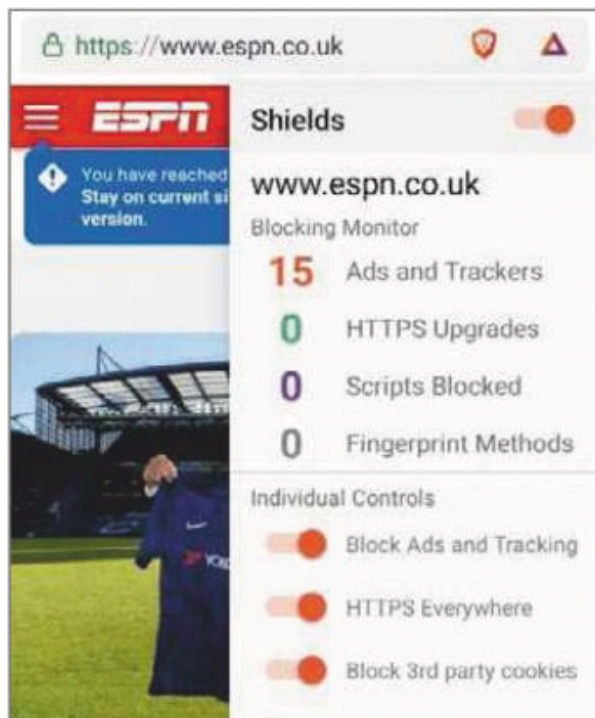 https://www.espn.co.uk
ESPN
You have reached
Stay on current si
version.
Shields
www.espn.co.uk
Blocking Monitor
15 Ads and Trackers
0 HTTPS Upgrades
0 Scripts Blocked
0 Fingerprint Methods
Individual Controls
Block Ads and Tracking
HTTPS Everywhere
Block 3rd party cookies